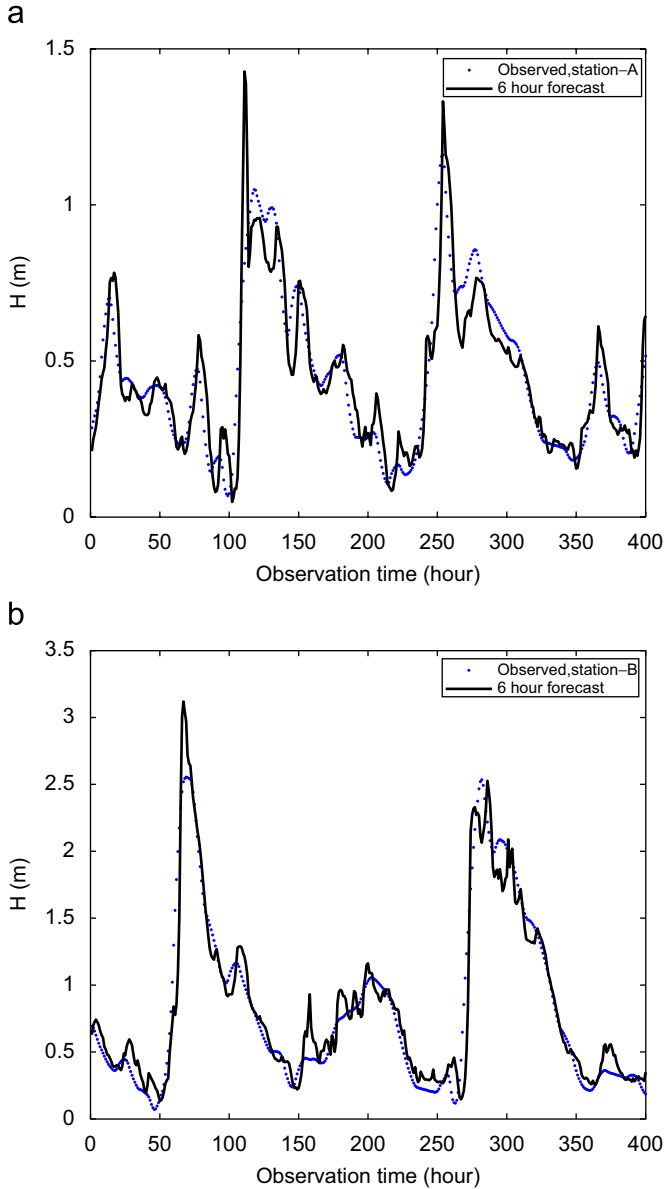 a
1.5
1
0.5
0
H (m)
0 50 100 150 200 250 300 350 400
Observation time (hour)
Observed,station–A
6 hour forecast
b
3.5
3
2.5
2
1.5
1
0.5
0
H (m)
0 50 100 150 200 250 300 350 400
Observation time (hour)
Observed,station–B
6 hour forecast